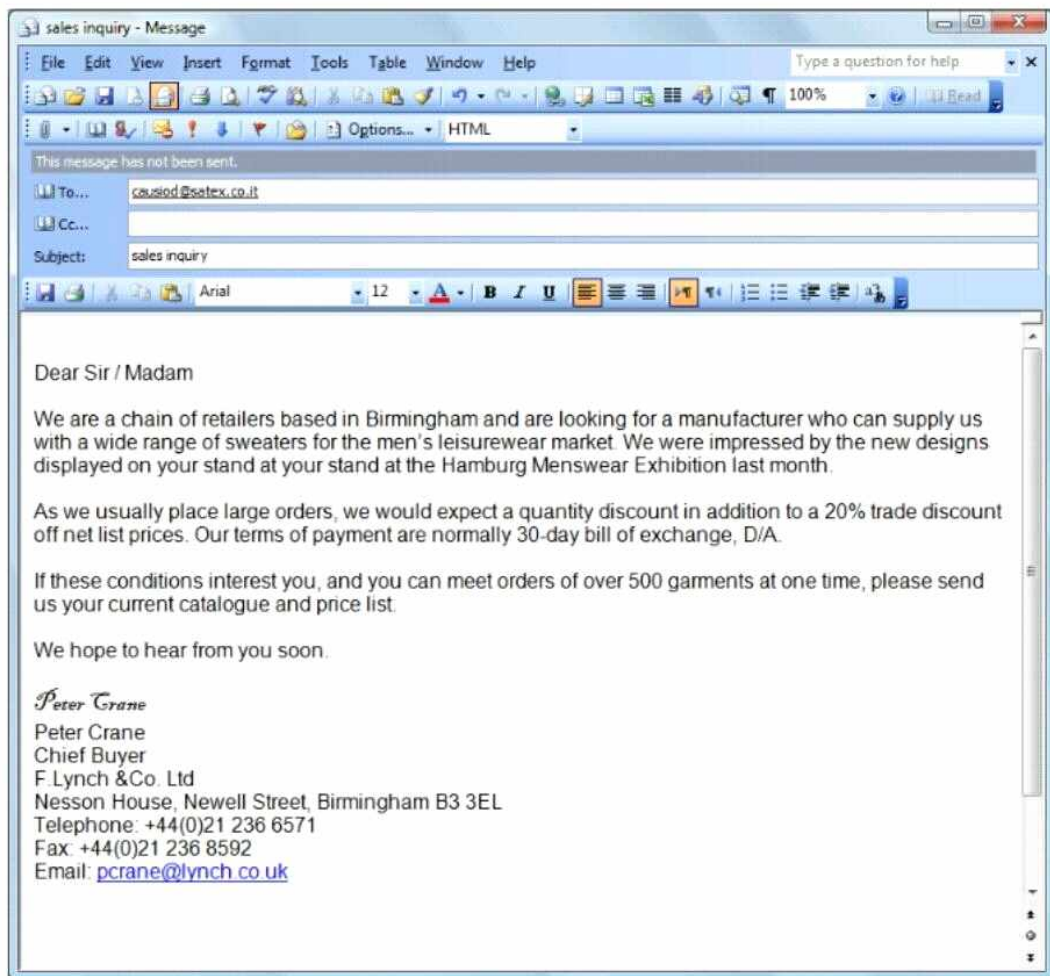 sales inquiry - Message
File Edit View Insert Format Tools Table Window Help Type a question for help
100% Read
Options... HTML
This message has not been sent.
To... causiod@satex.co.it
Cc...
Subject: sales inquiry
Arial 12 A B I U
Dear Sir / Madam
We are a chain of retailers based in Birmingham and are looking for a manufacturer who can supply us
with a wide range of sweaters for the men's leisurewear market. We were impressed by the new designs
displayed on your stand at your stand at the Hamburg Menswear Exhibition last month.
As we usually place large orders, we would expect a quantity discount in addition to a 20% trade discount
off net list prices. Our terms of payment are normally 30-day bill of exchange, D/A.
If these conditions interest you, and you can meet orders of over 500 garments at one time, please send
us your current catalogue and price list.
We hope to hear from you soon.
Peter Crane
Peter Crane
Chief Buyer
F.Lynch &Co. Ltd
Nesson House, Newell Street, Birmingham B3 3EL
Telephone: +44(0)21 236 6571
Fax: +44(0)21 236 8592
Email: pcrane@lynch.co.uk